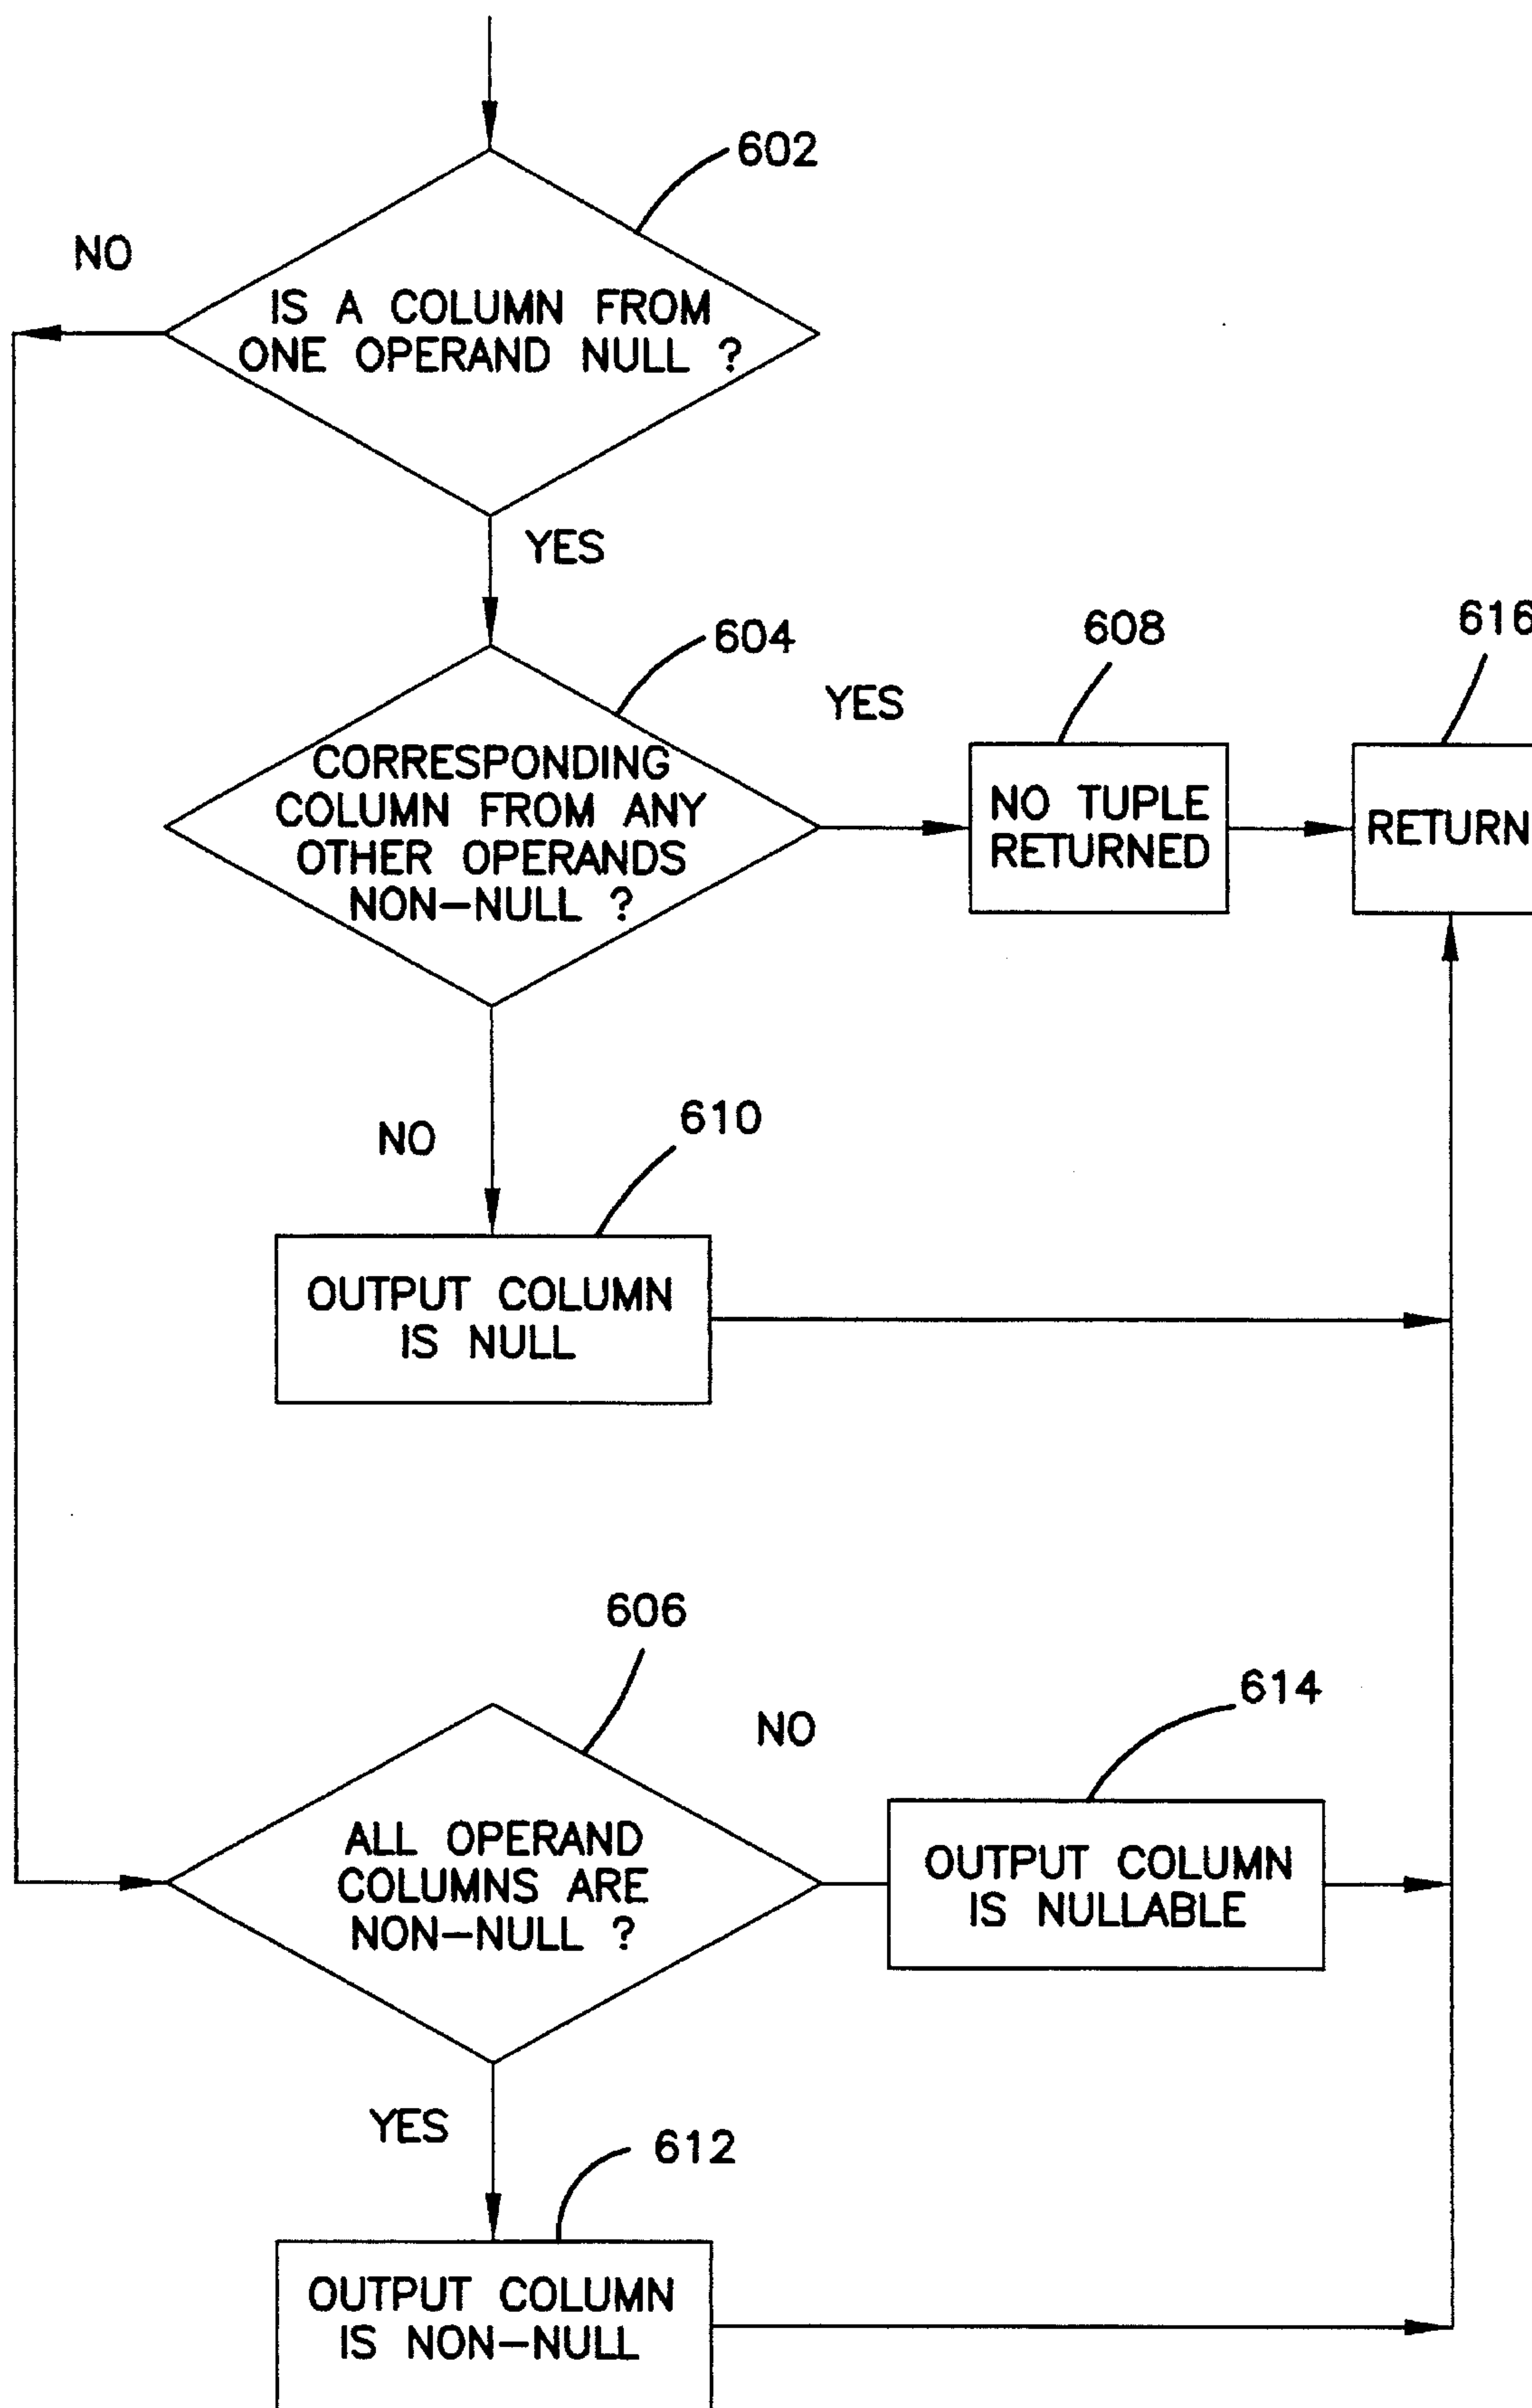 602
NO
IS A COLUMN FROM
ONE OPERAND NULL ?
YES
604
YES
608
616
CORRESPONDING
COLUMN FROM ANY
OTHER OPERANDS
NON-NULL ?
NO TUPLE
RETURNED
RETURN
NO
610
OUTPUT COLUMN
IS NULL
606
NO
614
ALL OPERAND
COLUMNS ARE
NON-NULL ?
OUTPUT COLUMN
IS NULLABLE
YES
612
OUTPUT COLUMN
IS NON-NULL